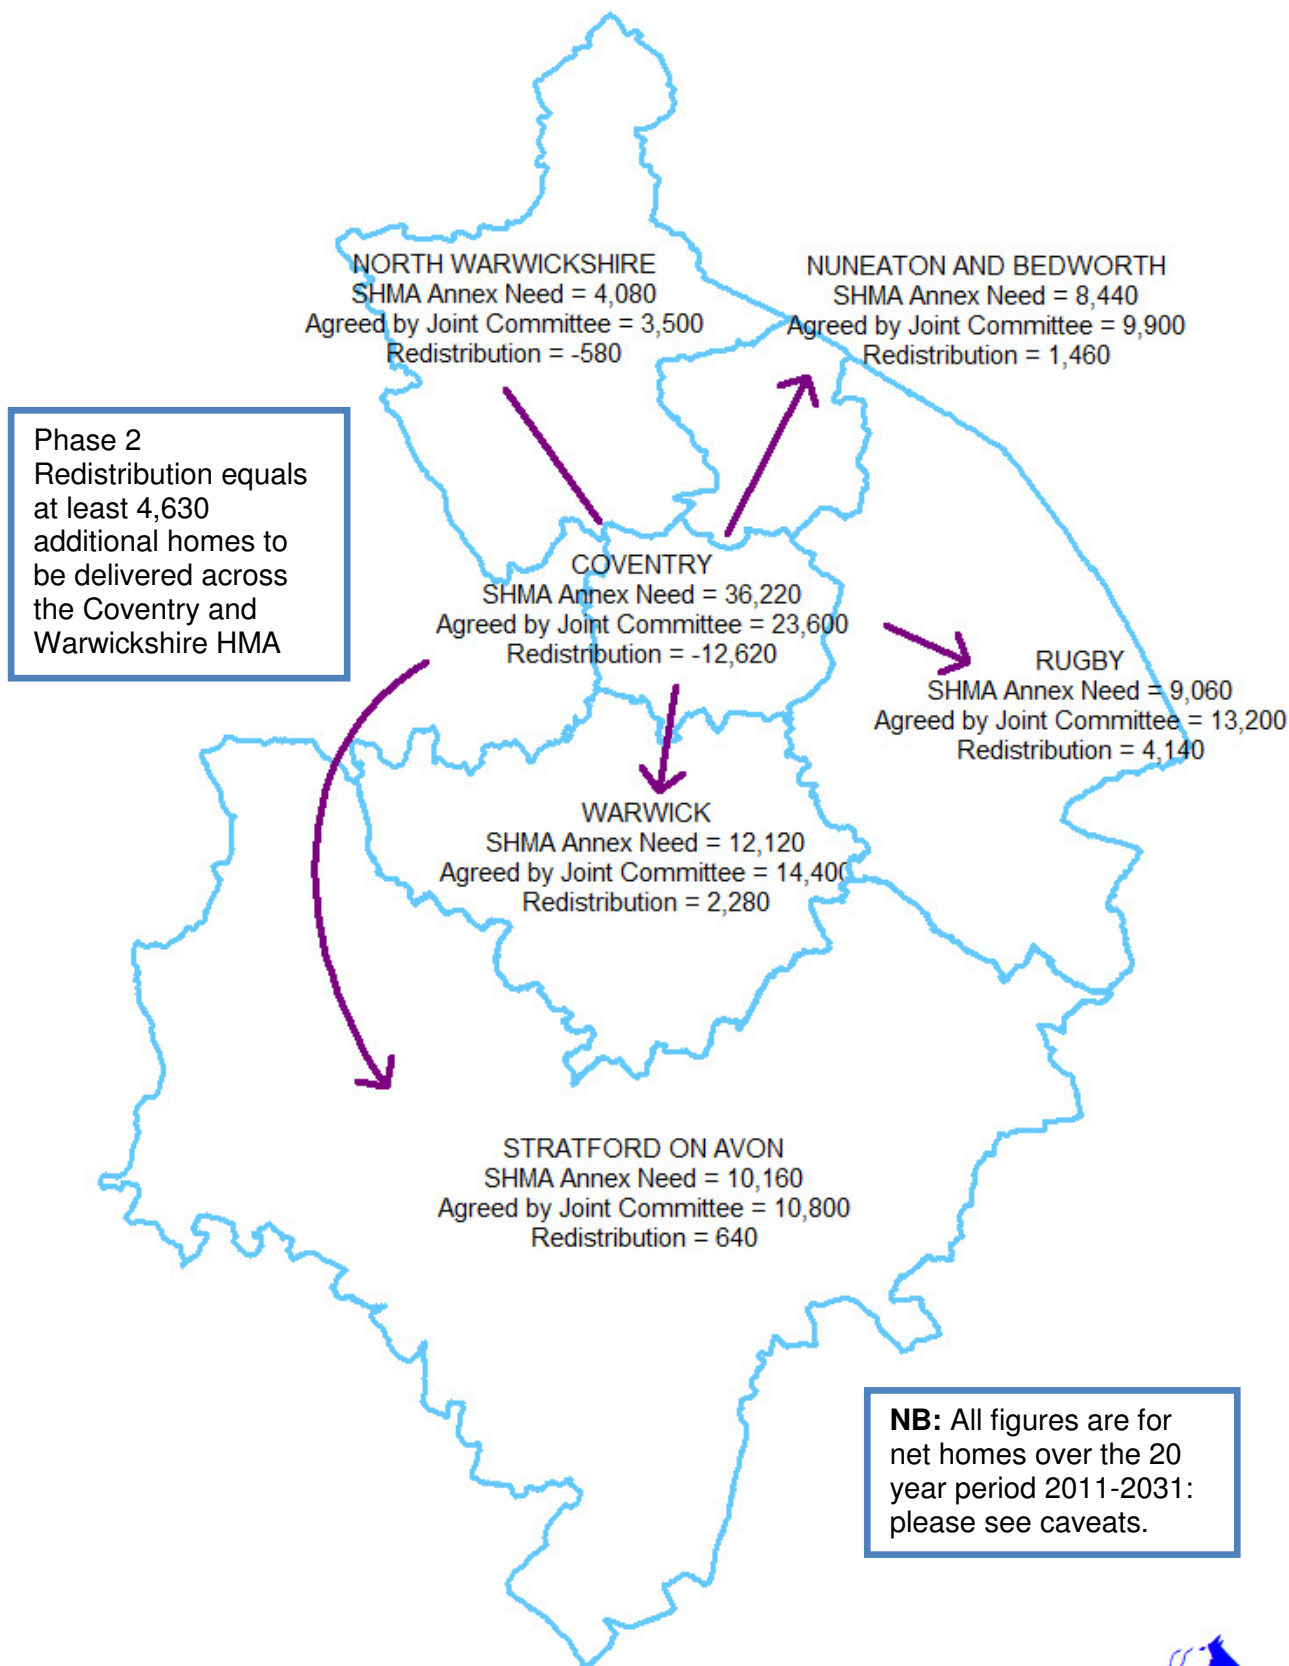 NORTH WARWICKSHIRE
SHMA Annex Need = 4,080
Agreed by Joint Committee = 3,500
Redistribution = -580
NUNEATON AND BEDWORTH
SHMA Annex Need = 8,440
Agreed by Joint Committee = 9,900
Redistribution = 1,460
Phase 2
Redistribution equals
at least 4,630
additional homes to
be delivered across
the Coventry and
Warwickshire HMA
COVENTRY
SHMA Annex Need = 36,220
Agreed by Joint Committee = 23,600
Redistribution = -12,620
RUGBY
SHMA Annex Need = 9,060
Agreed by Joint Committee = 13,200
Redistribution = 4,140
WARWICK
SHMA Annex Need = 12,120
Agreed by Joint Committee = 14,400
Redistribution = 2,280
STRATFORD ON AVON
SHMA Annex Need = 10,160
Agreed by Joint Committee = 10,800
Redistribution = 640
NB: All figures are for
net homes over the 20
year period 2011-2031:
please see caveats.